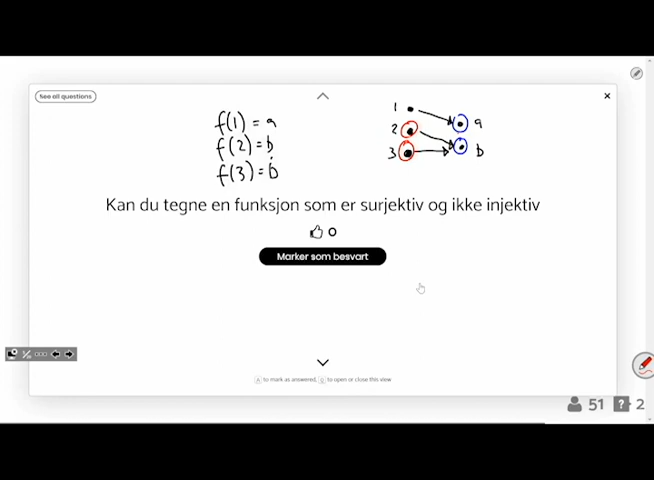 See all questions
f(1) = a
f(2) = b
f(3) = b
1
2
3
a
b
Kan du tegne en funksjon som er surjektiv og ikke injektiv
0
Marker som besvart
A to mark as answered, Q to open or close this view
51 ? 2